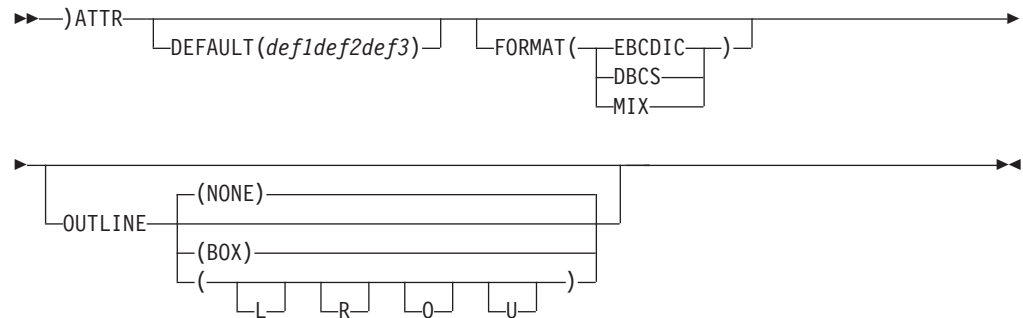 )ATTR
DEFAULT(def1def2def3)
FORMAT( EBCDIC )
DBCS
MIX
(NONE)
OUTLINE
(BOX)
( )
L R O U